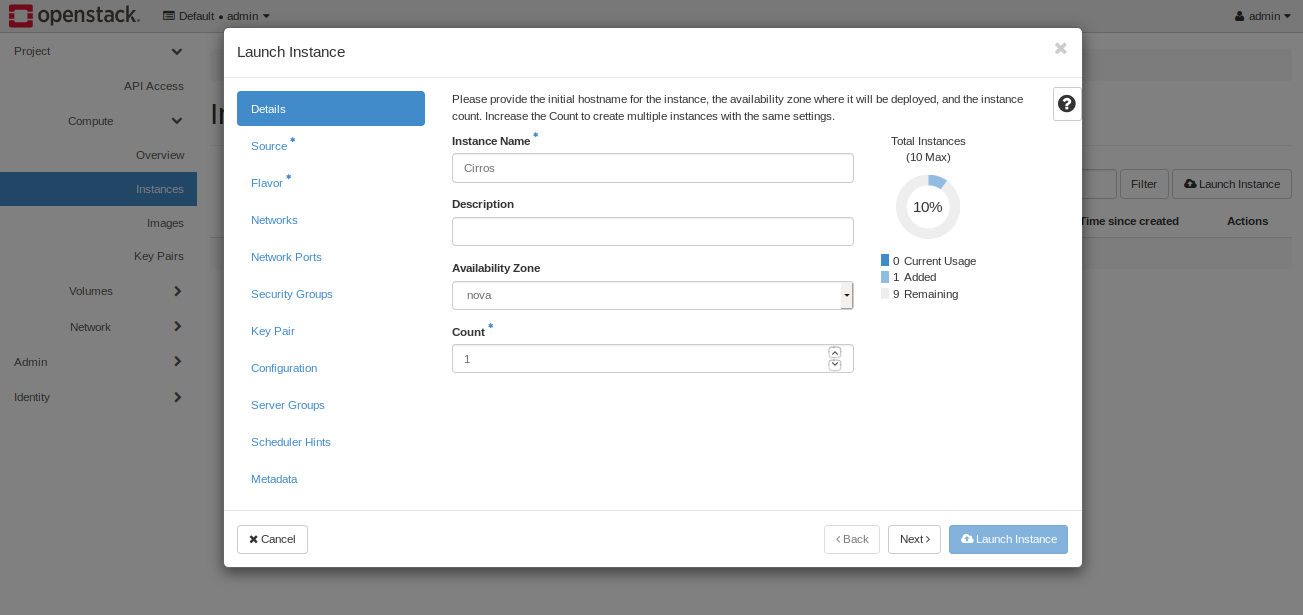 openstack.
Default • admin
admin
Project
API Access
Compute
Overview
Instances
Images
Key Pairs
Volumes
Network
Admin
Identity
Filter
Launch Instance
Time since created
Actions
Launch Instance
Details
Source *
Flavor *
Networks
Network Ports
Security Groups
Key Pair
Configuration
Server Groups
Scheduler Hints
Metadata
Please provide the initial hostname for the instance, the availability zone where it will be deployed, and the instance
count. Increase the Count to create multiple instances with the same settings.
Instance Name *
Cirros
Description
Availability Zone
nova
Count *
1
Total Instances
(10 Max)
10%
0 Current Usage
1 Added
9 Remaining
Cancel
‹ Back
Next ›
Launch Instance